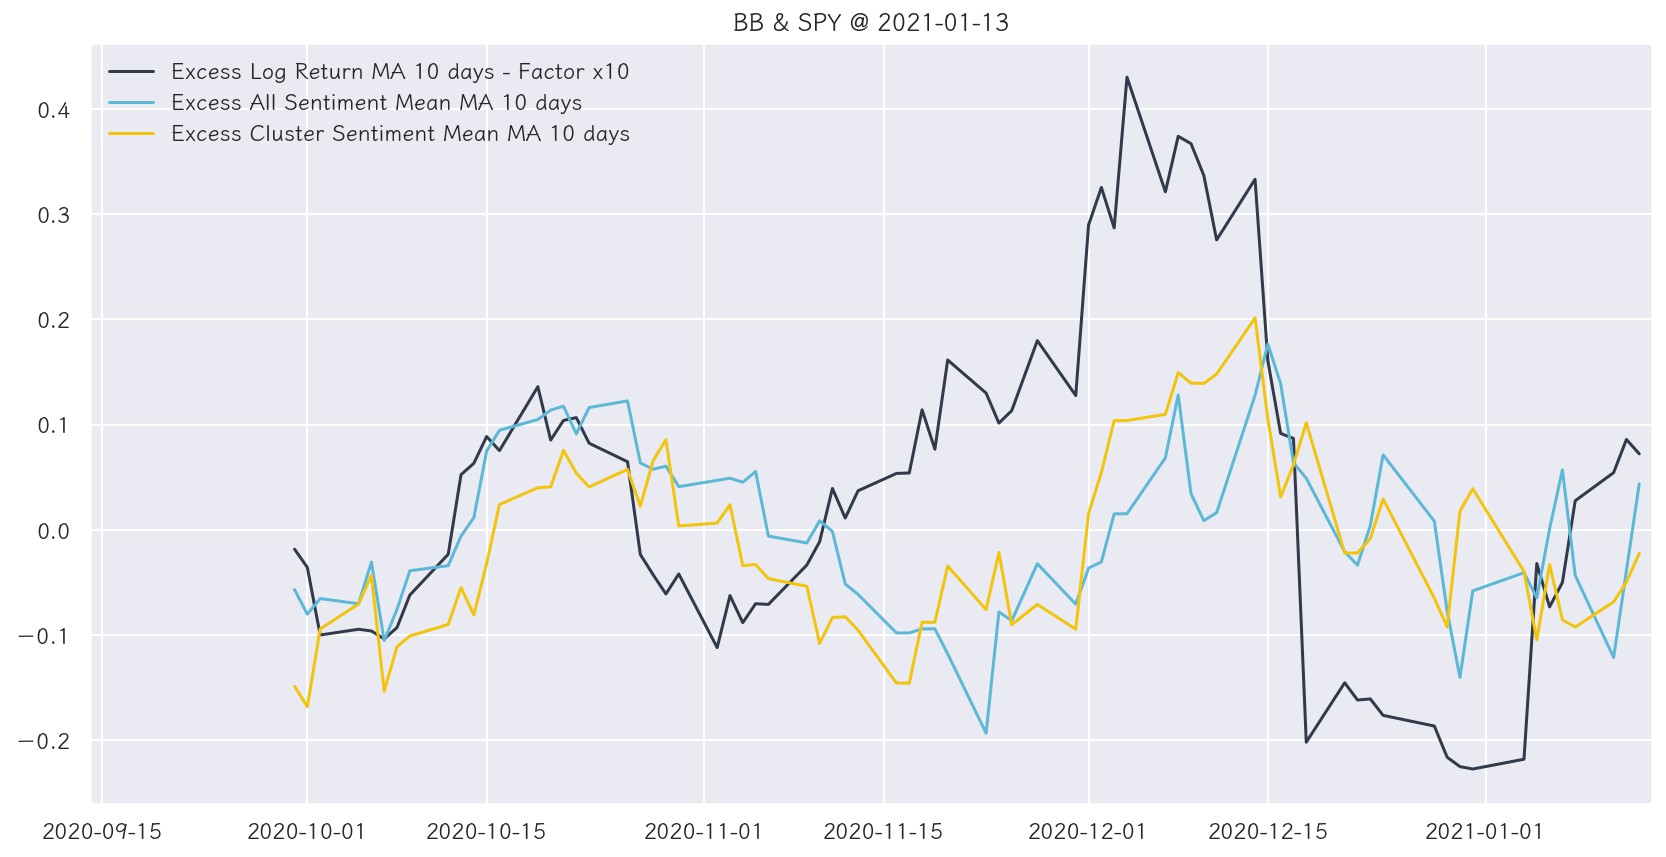 BB & SPY @ 2021-01-13
Excess Log Return MA 10 days - Factor x10
Excess All Sentiment Mean MA 10 days
Excess Cluster Sentiment Mean MA 10 days
0.4
0.3
0.2
0.1
0.0
−0.1
−0.2
2020-09-15 2020-10-01 2020-10-15 2020-11-01 2020-11-15 2020-12-01 2020-12-15 2021-01-01